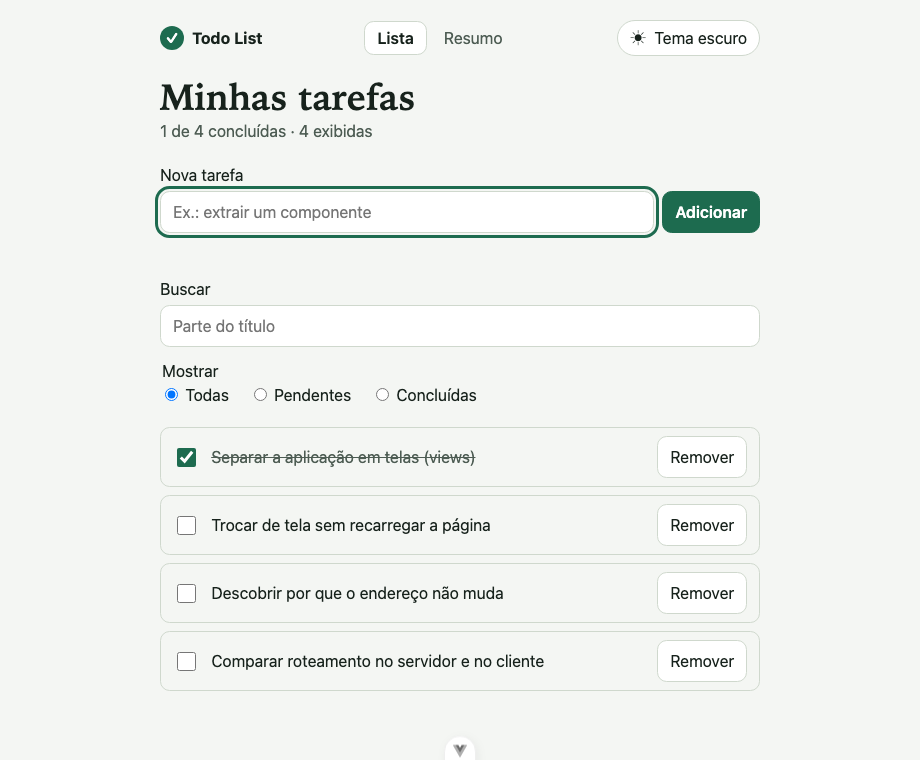 Todo List
Lista
Resumo
Tema escuro
Minhas tarefas
1 de 4 concluídas · 4 exibidas
Nova tarefa
Ex.: extrair um componente
Adicionar
Buscar
Parte do título
Mostrar
Todas
Pendentes
Concluídas
Separar a aplicação em telas (views)
Remover
Trocar de tela sem recarregar a página
Remover
Descobrir por que o endereço não muda
Remover
Comparar roteamento no servidor e no cliente
Remover